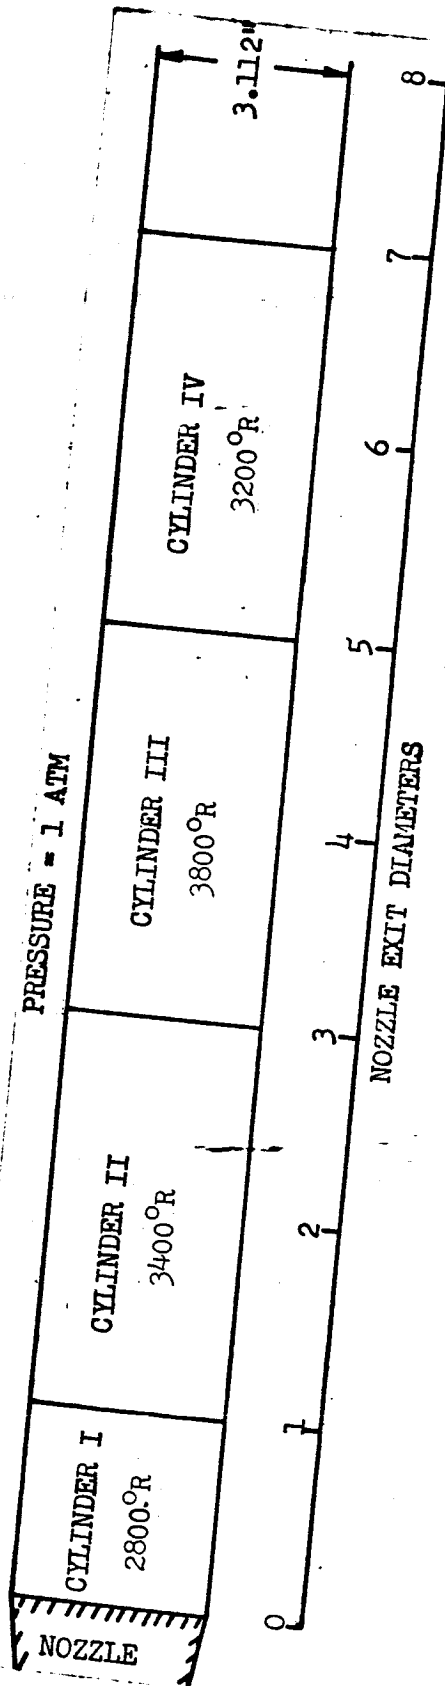 PRESSURE = 1 ATM
NOZZLE
CYLINDER I
2800°R
CYLINDER II
3400°R
CYLINDER III
3800°R
CYLINDER IV
3200°R
3.112"
0 1 2 3 4 5 6 7 8
NOZZLE EXIT DIAMETERS